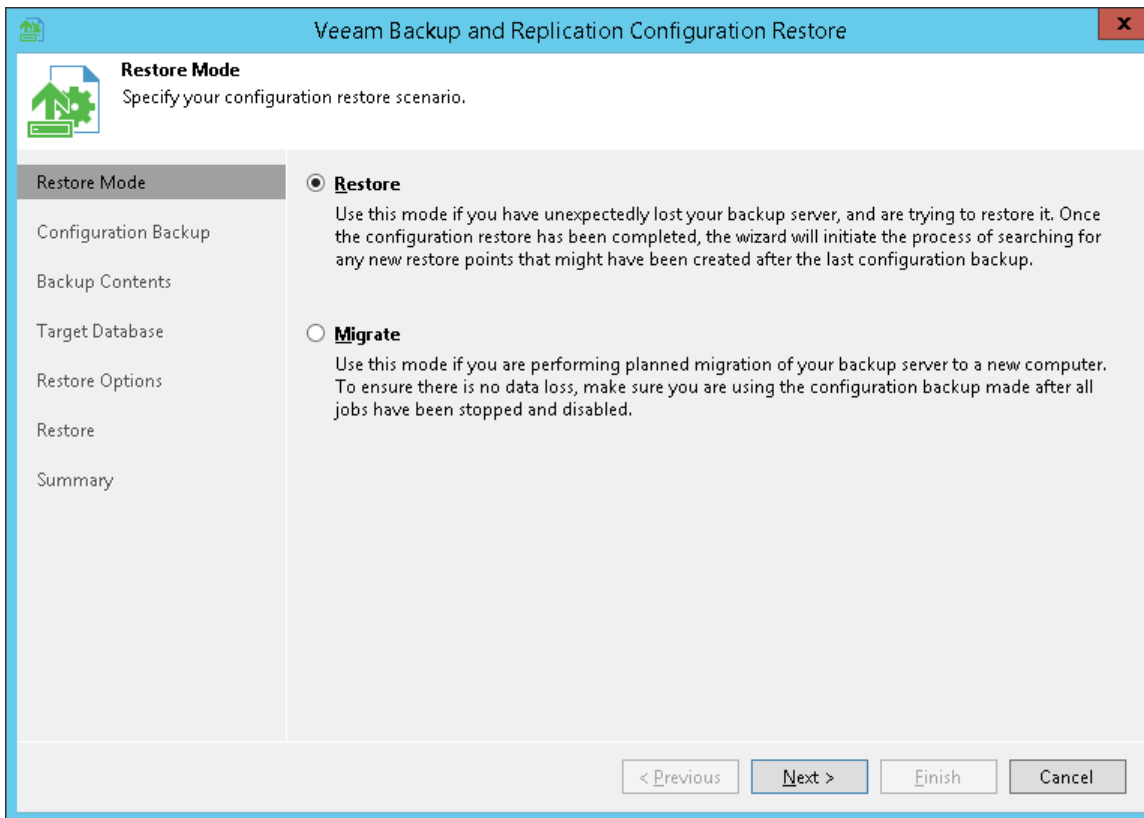 Veeam Backup and Replication Configuration Restore
x
Restore Mode
Specify your configuration restore scenario.
Restore Mode
Configuration Backup
Backup Contents
Target Database
Restore Options
Restore
Summary
Restore
Use this mode if you have unexpectedly lost your backup server, and are trying to restore it. Once
the configuration restore has been completed, the wizard will initiate the process of searching for
any new restore points that might have been created after the last configuration backup.
Migrate
Use this mode if you are performing planned migration of your backup server to a new computer.
To ensure there is no data loss, make sure you are using the configuration backup made after all
jobs have been stopped and disabled.
< Previous
Next >
Finish
Cancel